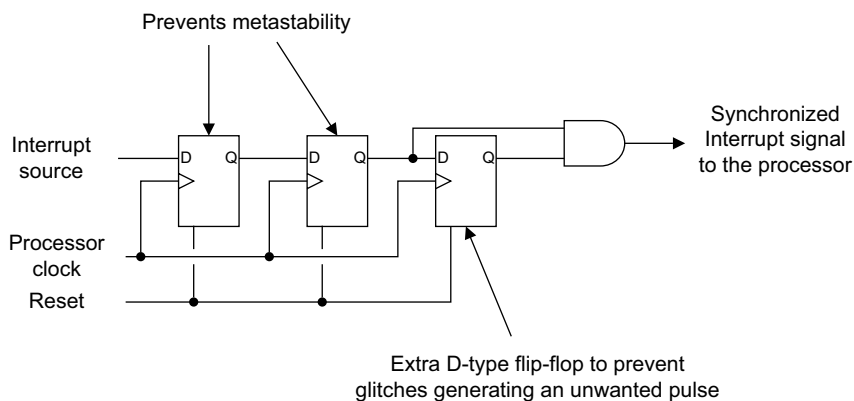 Prevents metastability
Interrupt
source
D Q D Q D Q
Synchronized
Interrupt signal
to the processor
Processor
clock
Reset
Extra D-type flip-flop to prevent
glitches generating an unwanted pulse